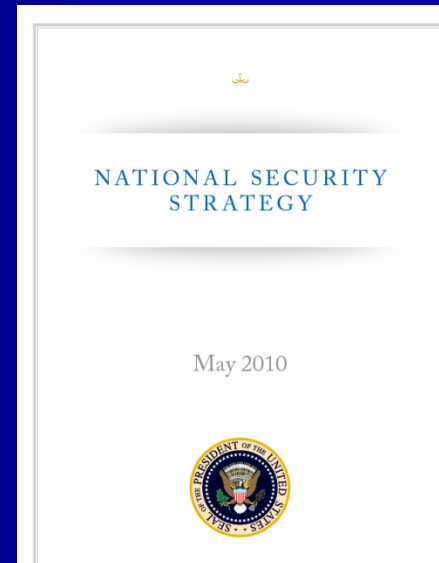 NATIONAL SECURITY
STRATEGY
May 2010
SEAL OF THE PRESIDENT OF THE UNITED STATES